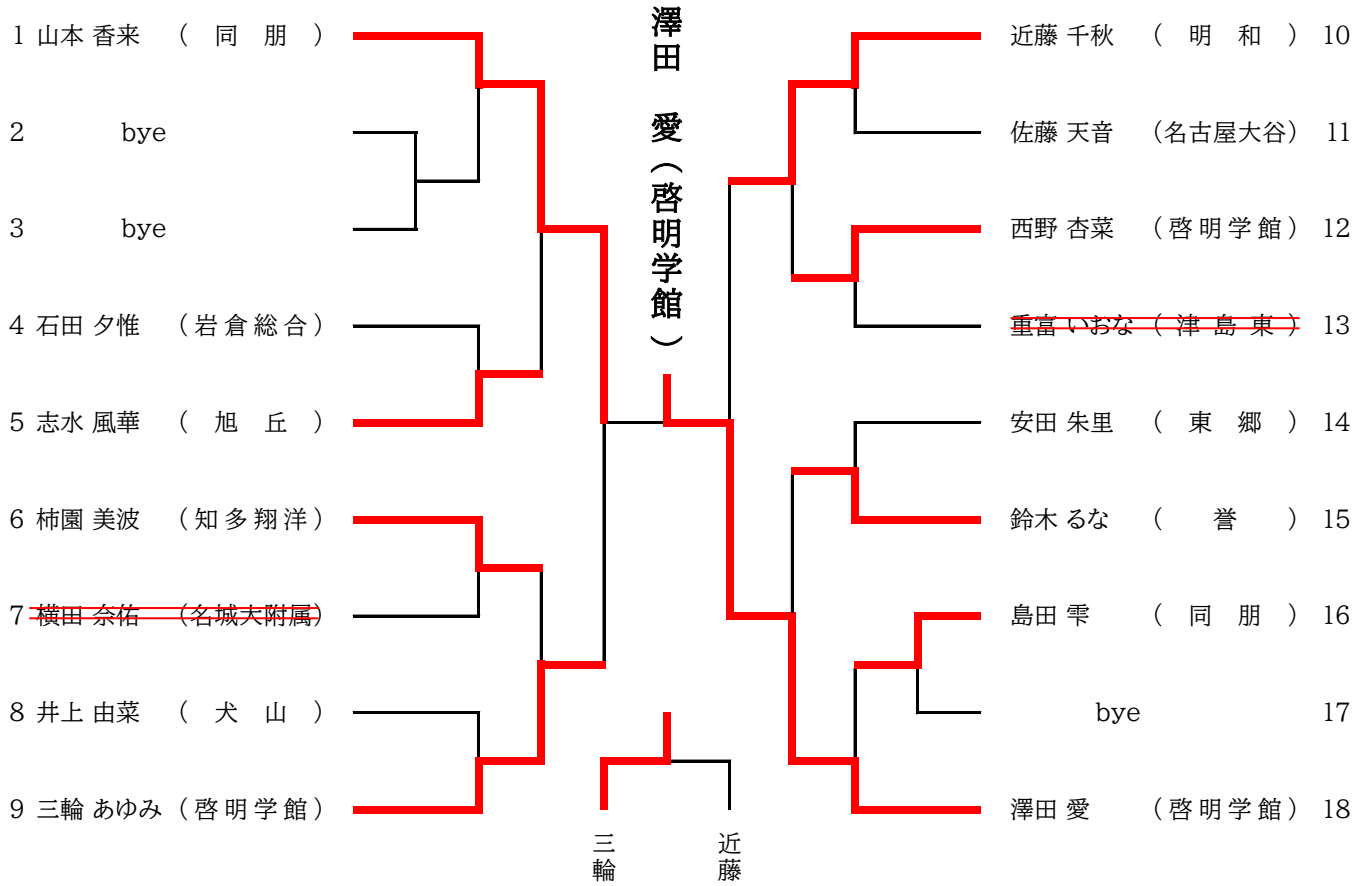 1 山本 香来 （ 同 朋 ）
2 bye
3 bye
4 石田 夕惟 （岩倉総合）
5 志水 風華 （ 旭 丘 ）
6 柿園 美波 （知多翔洋）
7 横田 奈佑 （名城大附属）
8 井上 由菜 （ 犬 山 ）
9 三輪 あゆみ （啓明学館）
澤田 愛（啓明学館）
三輪
近藤
近藤 千秋 （ 明 和 ） 10
佐藤 天音 （名古屋大谷） 11
西野 杏菜 （啓明学館） 12
重富 いおな （ 津 島 東 ） 13
安田 朱里 （ 東 郷 ） 14
鈴木 るな （ 誉 ） 15
島田 雫 （ 同 朋 ） 16
bye 17
澤田 愛 （啓明学館） 18